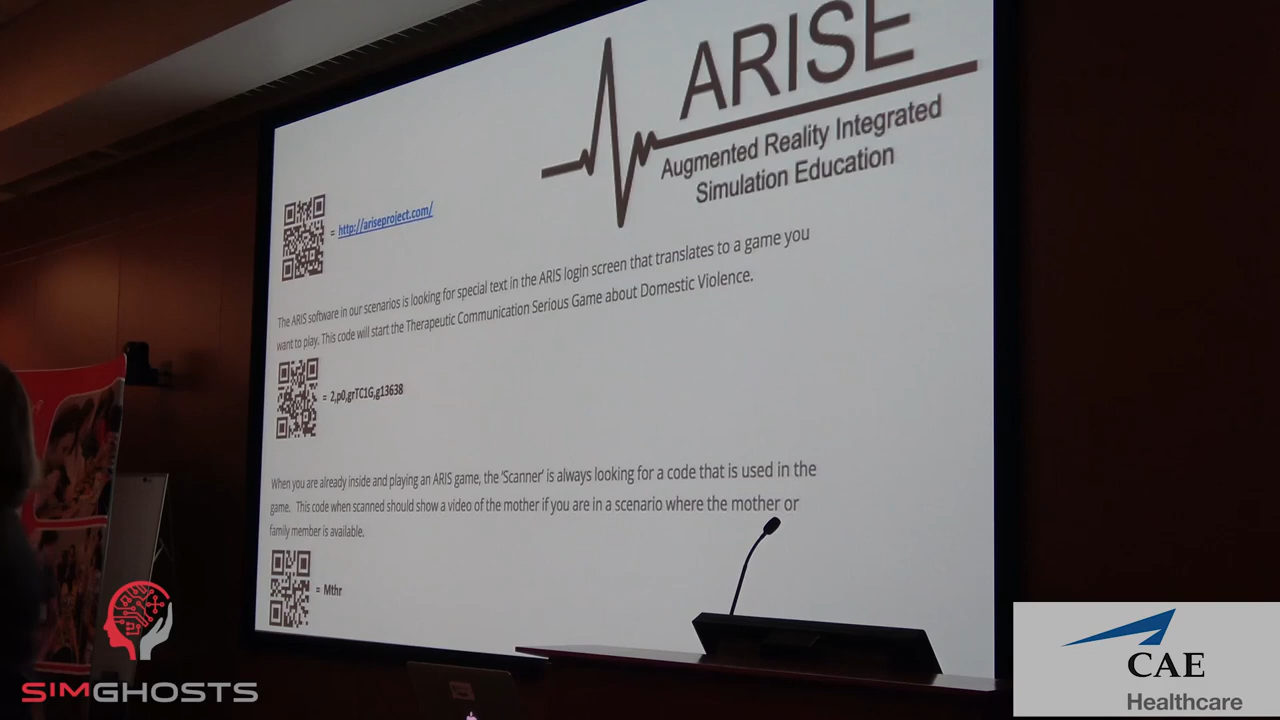 ARISE
Augmented Reality Integrated
Simulation Education
= http://ariseproject.com/
The ARIS software in our scenarios is looking for special text in the ARIS login screen that translates to a game you
want to play. This code will start the Therapeutic Communication Serious Game about Domestic Violence.
= 2,p0,grTC1G,g13638
When you are already inside and playing an ARIS game, the 'Scanner' is always looking for a code that is used in the
game. This code when scanned should show a video of the mother if you are in a scenario where the mother or
family member is available.
= Mthr
SIMGHOSTS
CAE
Healthcare